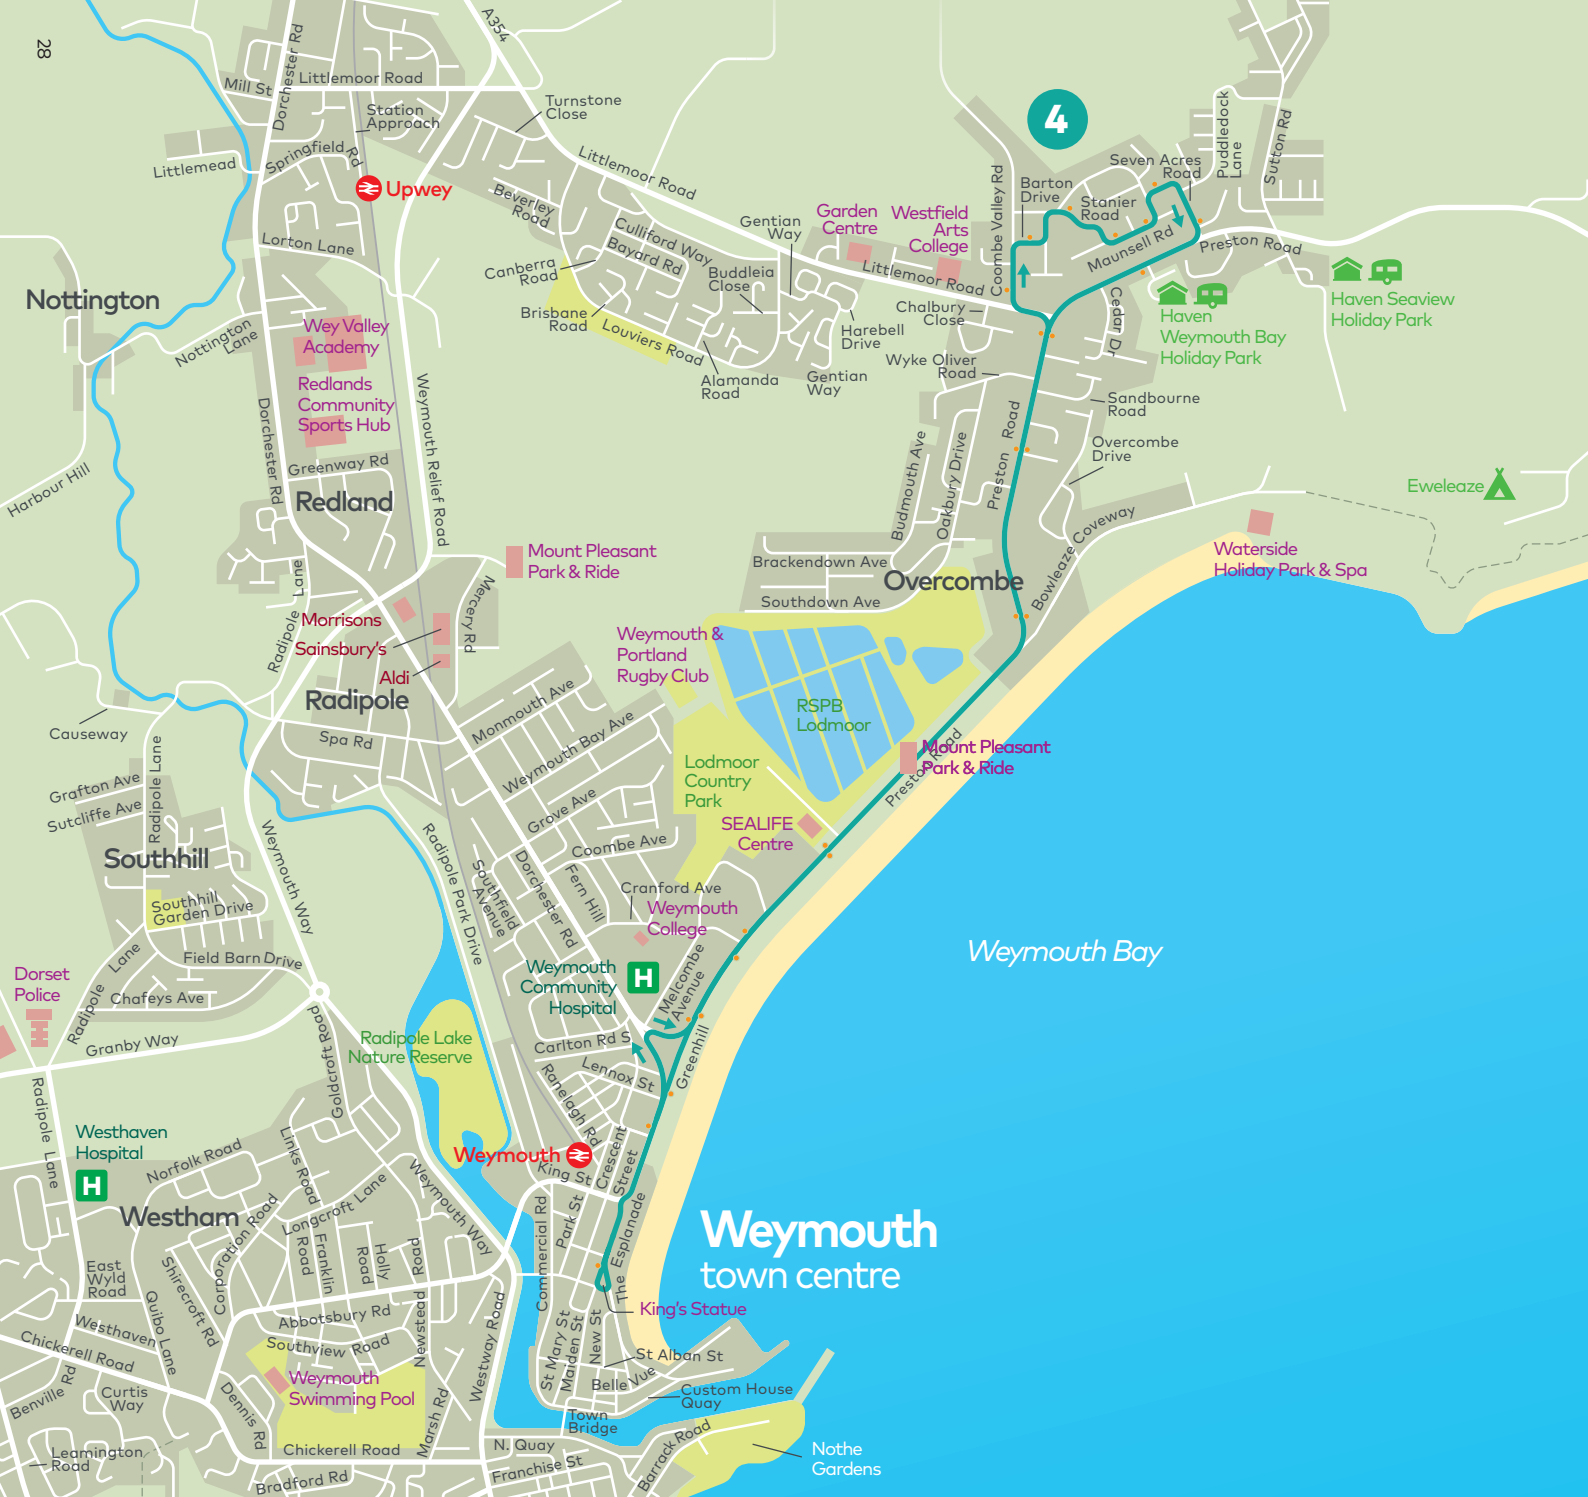 28
A354
Dorchester Rd
Littlemoor Road
Mill St
Station
Approach
Turnstone
Close
Springfield Rd
Littlemead
Upwey
Littlemoor Road
Beverley
Road
Lorton Lane
Culliford Way
Bayard Rd
Canberra
Road
Gentian
Way
Buddleia
Close
Garden
Centre
Westfield
Arts
College
Littlemoor Road
Coombe Valley Rd
4
Barton
Drive
Stanier
Road
Seven Acres
Road
Puddledock
Lane
Sutton Rd
Maunsell Rd
Preston Road
Haven Seaview
Holiday Park
Haven
Weymouth Bay
Holiday Park
Cedar Dr
Nottington
Nottington
Lane
Wey Valley
Academy
Redlands
Community
Sports Hub
Brisbane
Road
Louviers Road
Alamanda
Road
Harebell
Drive
Gentian
Way
Chalbury
Close
Wyke Oliver
Road
Sandbourne
Road
Overcombe
Drive
Preston Road
Budmouth Ave
Oakbury Drive
Dorchester Rd
Weymouth Relief Road
Greenway Rd
Redland
Harbour Hill
Eweleaze
Bowleaze Coveway
Waterside
Holiday Park & Spa
Mount Pleasant
Park & Ride
Brackendown Ave
Overcombe
Southdown Ave
Radipole Lane
Mercery Rd
Morrisons
Sainsbury's
Aldi
Radipole
Weymouth &
Portland
Rugby Club
RSPB
Lodmoor
Lodmoor
Country
Park
Mount Pleasant
Park & Ride
Preston Road
SEALIFE
Centre
Causeway
Spa Rd
Monmouth Ave
Weymouth Bay Ave
Grove Ave
Coombe Ave
Grafton Ave
Sutcliffe Ave
Radipole Lane
Southhill
Southhill
Garden Drive
Weymouth Way
Radipole Park Drive
Southfield
Avenue
Dorchester Rd
Fern Hill
Cranford Ave
Weymouth
College
Weymouth
Community
Hospital
H
Melcombe
Avenue
Weymouth Bay
Field Barn Drive
Radipole Lane
Chafeys Ave
Dorset
Police
Granby Way
Goldcroft Road
Radipole Lake
Nature Reserve
Carlton Rd S
Lennox St
Greenhill
Ranelagh Rd
Crescent
Street
Weymouth
King St
Radipole Lane
Westhaven
Hospital
H
Norfolk Road
Links Road
Westham
Longcroft Lane
Road
Franklin
Holly
Road
Newstead Road
Weymouth Way
Corporation Road
East
Wyld
Road
Shirecroft Rd
Quibo Lane
Westhaven
Chickerell Road
Abbotsbury Rd
Southview Road
Commercial Rd
Park St
The Esplanade
Weymouth
town centre
King's Statue
Westway Road
St Mary St
Maiden St
New St
St Alban St
Belle Vue
Custom House
Quay
Town
Bridge
Weymouth
Swimming Pool
Benville Rd
Curtis
Way
Dennis Rd
Marsh Rd
Chickerell Road
N. Quay
Leamington
Road
Bradford Rd
Franchise St
Barrack Road
Nothe
Gardens